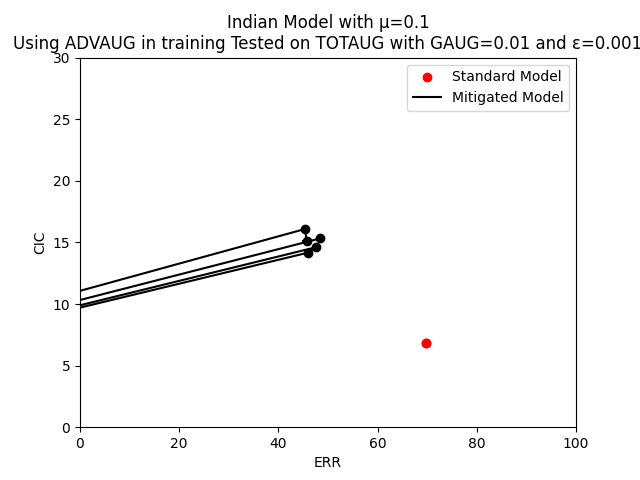 Indian Model with μ=0.1
Using ADVAUG in training Tested on TOTAUG with GAUG=0.01 and ε=0.001
Standard Model
Mitigated Model
30
25
20
15
10
5
0
CIC
0 20 40 60 80 100
ERR